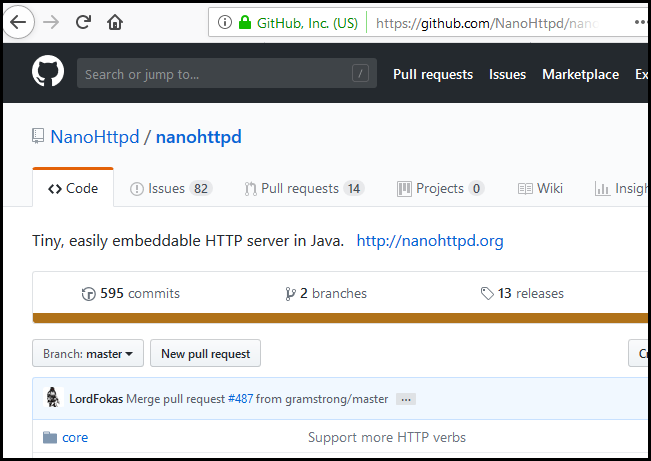 GitHub, Inc. (US) https://github.com/NanoHttpd/nano
Search or jump to... / Pull requests Issues Marketplace Ex
NanoHttpd / nanohttpd
Code Issues 82 Pull requests 14 Projects 0 Wiki Insigh
Tiny, easily embeddable HTTP server in Java. http://nanohttpd.org
595 commits 2 branches 13 releases
Branch: master New pull request Cr
LordFokas Merge pull request #487 from gramstrong/master ...
core Support more HTTP verbs